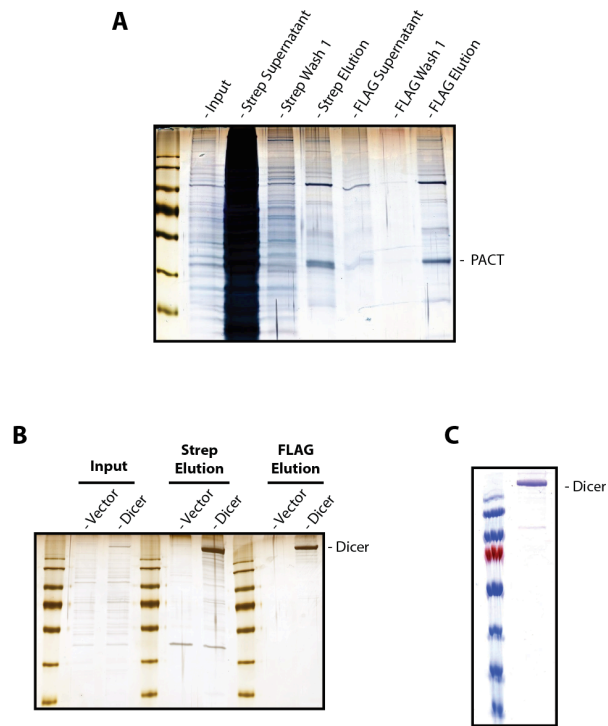 A
- Input
- Strep Supernatant
- Strep Wash 1
- Strep Elution
- FLAG Supernatant
- FLAG Wash 1
- FLAG Elution
- PACT
B
Input
Strep
Elution
FLAG
Elution
- Vector
- Dicer
- Vector
- Dicer
- Vector
- Dicer
- Dicer
C
- Dicer